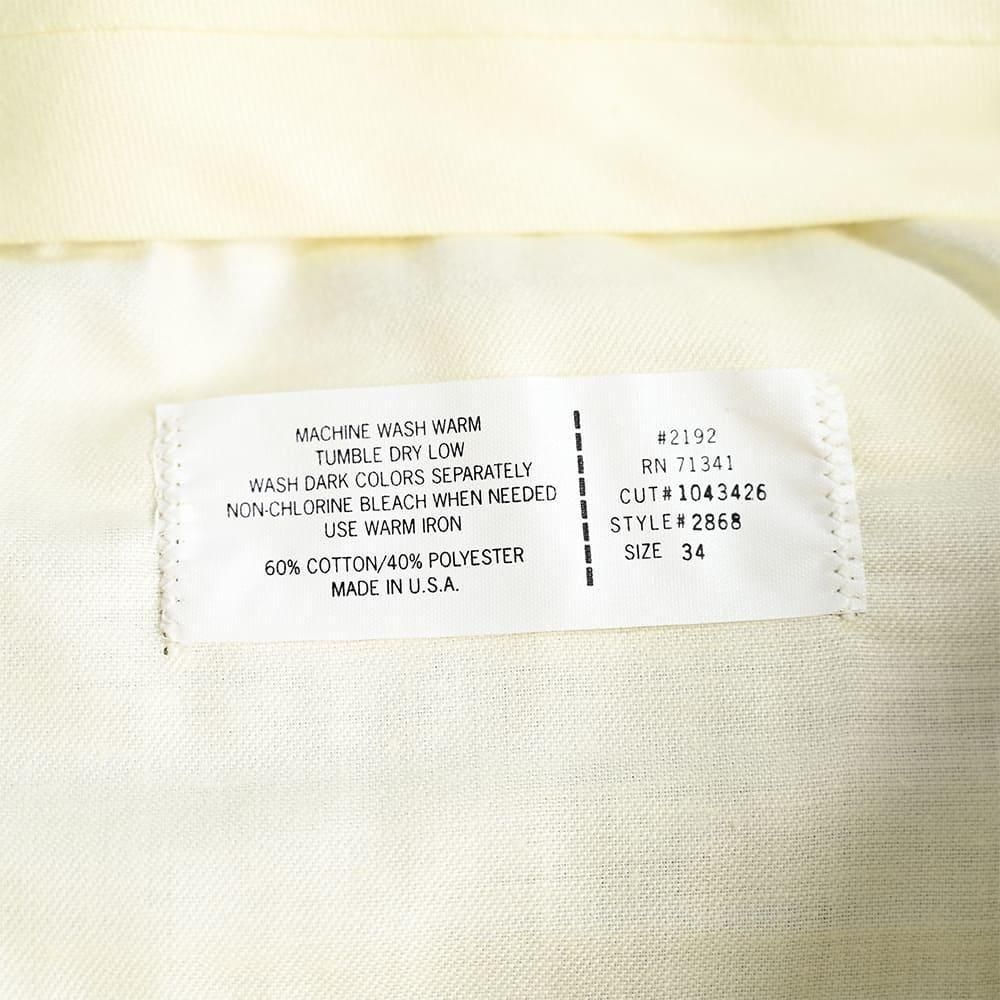 MACHINE WASH WARM
TUMBLE DRY LOW
WASH DARK COLORS SEPARATELY
NON-CHLORINE BLEACH WHEN NEEDED
USE WARM IRON
60% COTTON/40% POLYESTER
MADE IN U.S.A.
#2192
RN 71341
CUT#1043426
STYLE#2868
SIZE 34